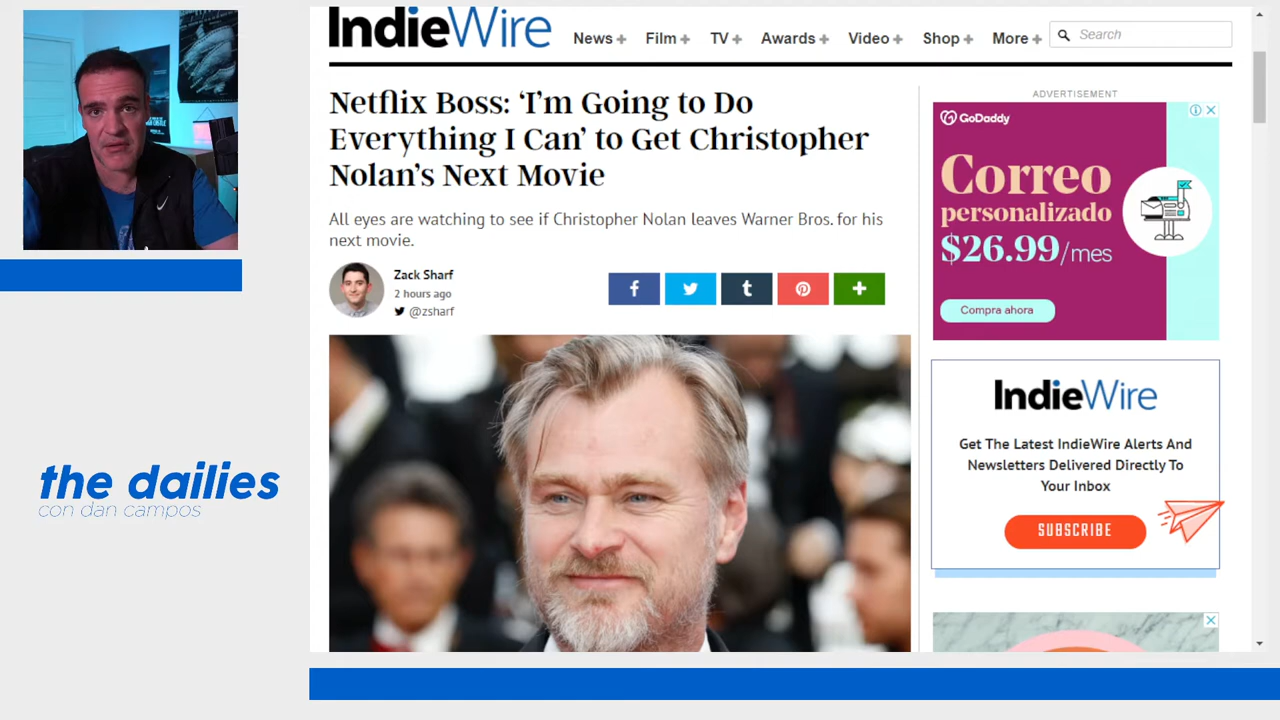 IndieWire
News+ Film+ TV+ Awards+ Video+ Shop+ More+ Search
Netflix Boss: ‘I’m Going to Do
Everything I Can’ to Get Christopher
Nolan’s Next Movie
All eyes are watching to see if Christopher Nolan leaves Warner Bros. for his
next movie.
Zack Sharf
2 hours ago
@zsharf
ADVERTISEMENT
GoDaddy
Correo
personalizado
$26.99/mes
Compra ahora
IndieWire
Get The Latest IndieWire Alerts And
Newsletters Delivered Directly To
Your Inbox
SUBSCRIBE
the dailies
con dan campos